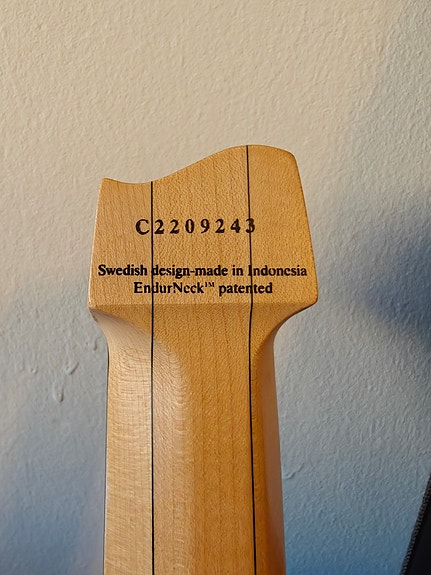 C2209243
Swedish design-made in Indonesia
EndurNeck™ patented